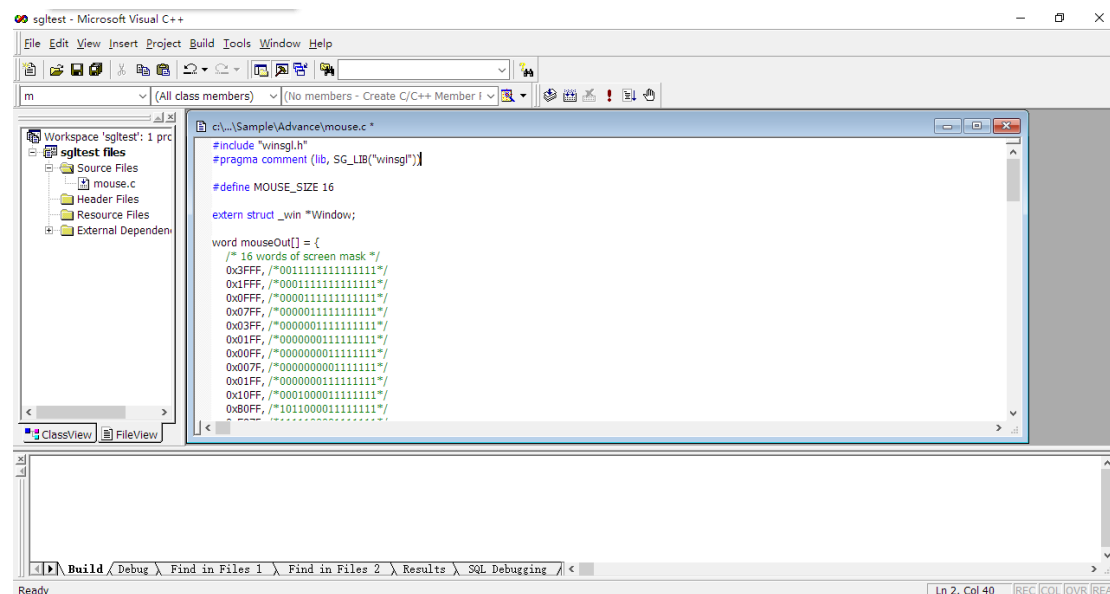 sgltest - Microsoft Visual C++
File Edit View Insert Project Build Tools Window Help
m (All class members) (No members - Create C/C++ Member F
Workspace 'sgltest': 1 prc
sgltest files
Source Files
mouse.c
Header Files
Resource Files
External Dependen
ClassView FileView
c:\...\Sample\Advance\mouse.c *
#include "winsgl.h"
#pragma comment (lib, SG_LIB("winsgl"))
#define MOUSE_SIZE 16
extern struct _win *Window;
word mouseOut[] = {
/* 16 words of screen mask */
0x3FFF, /*0011111111111111*/
0x1FFF, /*0001111111111111*/
0x0FFF, /*0000111111111111*/
0x07FF, /*0000011111111111*/
0x03FF, /*0000001111111111*/
0x01FF, /*0000000111111111*/
0x00FF, /*0000000011111111*/
0x007F, /*0000000001111111*/
0x01FF, /*0000000111111111*/
0x10FF, /*0001000011111111*/
0xB0FF, /*1011000011111111*/
Build Debug Find in Files 1 Find in Files 2 Results SQL Debugging
Ready Ln 2, Col 40 REC COL OVR REA